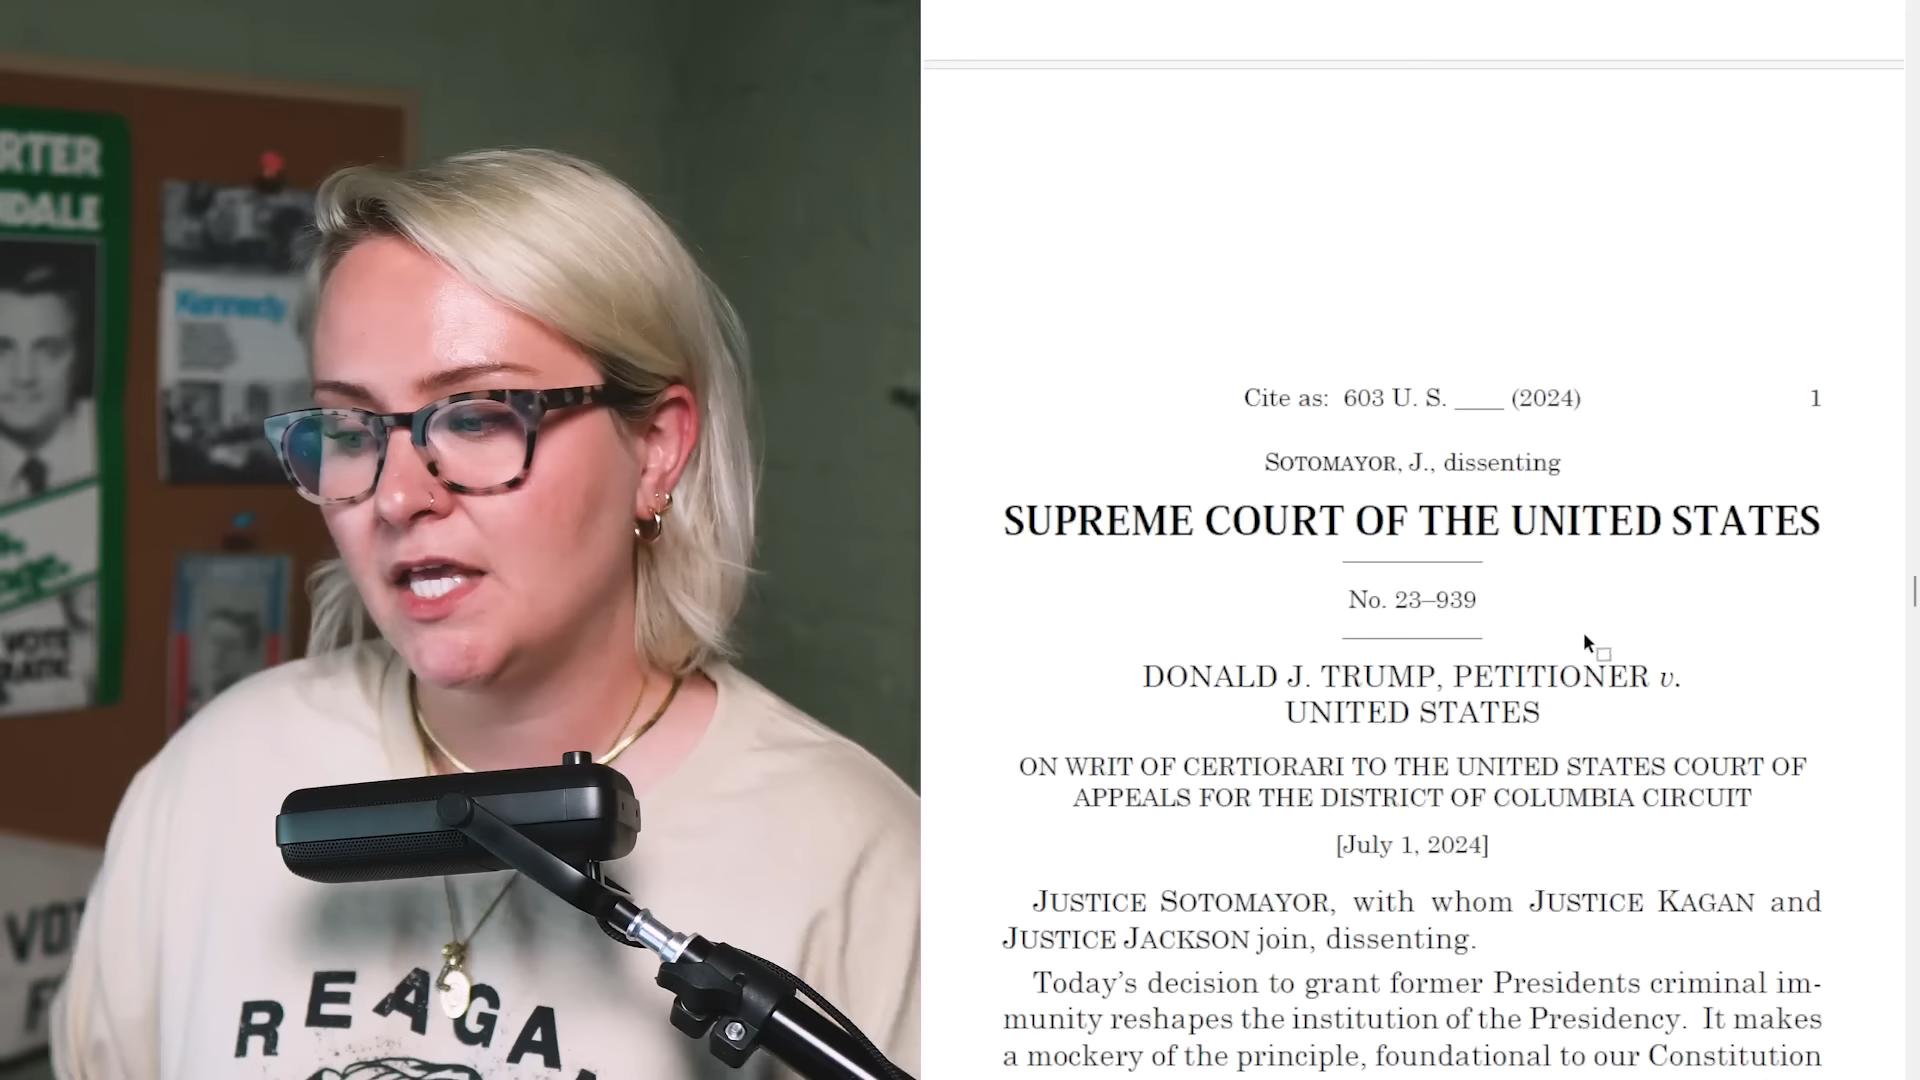 RTER
DALE
Kennedy
VOTE
REAGA
Cite as: 603 U. S. ____ (2024)
1
SOTOMAYOR, J., dissenting
SUPREME COURT OF THE UNITED STATES
No. 23–939
DONALD J. TRUMP, PETITIONER v.
UNITED STATES
ON WRIT OF CERTIORARI TO THE UNITED STATES COURT OF
APPEALS FOR THE DISTRICT OF COLUMBIA CIRCUIT
[July 1, 2024]
JUSTICE SOTOMAYOR, with whom JUSTICE KAGAN and
JUSTICE JACKSON join, dissenting.
Today’s decision to grant former Presidents criminal im-
munity reshapes the institution of the Presidency. It makes
a mockery of the principle, foundational to our Constitution